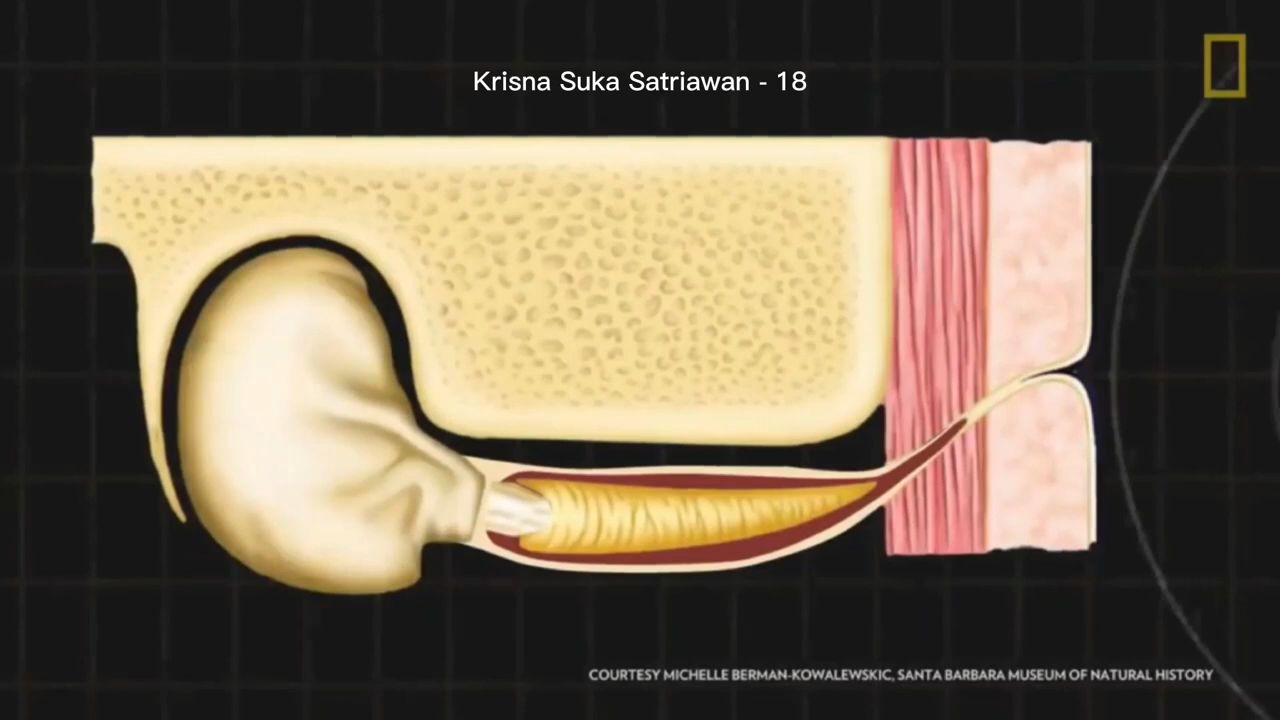 Krisna Suka Satriawan - 18
COURTESY MICHELLE BERMAN-KOWALEWSKIC, SANTA BARBARA MUSEUM OF NATURAL HISTORY